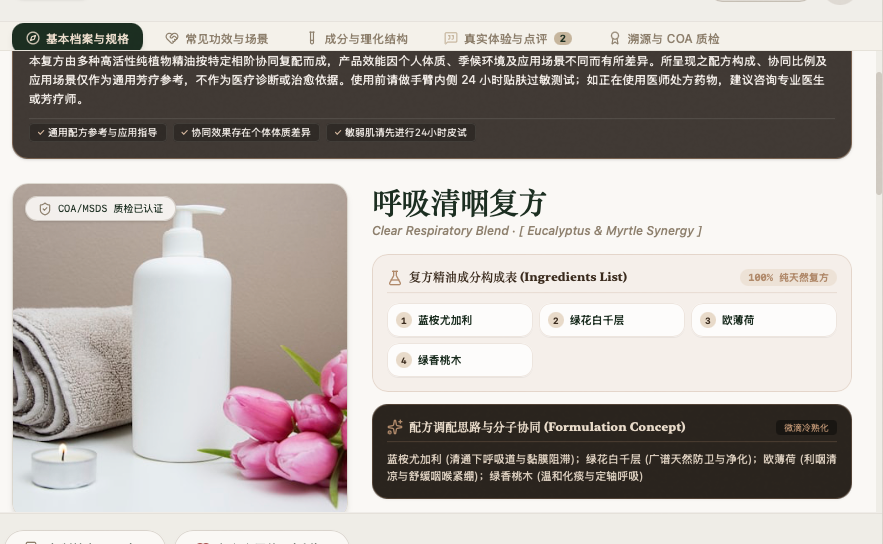 基本档案与规格
常见功效与场景
成分与理化结构
真实体验与点评 2
溯源与 COA 质检
本复方由多种高活性纯植物精油按特定相阶协同复配而成，产品效能因个人体质、季候环境及应用场景不同而有所差异。所呈现之配方构成、协同比例及
应用场景仅作为通用芳疗参考，不作为医疗诊断或治愈依据。使用前请做手臂内侧 24 小时贴肤过敏测试；如正在使用医师处方药物，建议咨询专业医生
或芳疗师。
✓ 通用配方参考与应用指导
✓ 协同效果存在个体体质差异
✓ 敏弱肌请先进行24小时皮试
COA/MSDS 质检已认证
呼吸清咽复方
Clear Respiratory Blend · [ Eucalyptus & Myrtle Synergy ]
复方精油成分构成表 (Ingredients List)
100% 纯天然复方
1 蓝桉尤加利
2 绿花白千层
3 欧薄荷
4 绿香桃木
配方调配思路与分子协同 (Formulation Concept)
微滴冷熟化
蓝桉尤加利 (清通下呼吸道与黏膜阻滞)；绿花白千层 (广谱天然防卫与净化)；欧薄荷 (利咽清
凉与舒缓咽喉紧绷)；绿香桃木 (温和化痰与定轴呼吸)